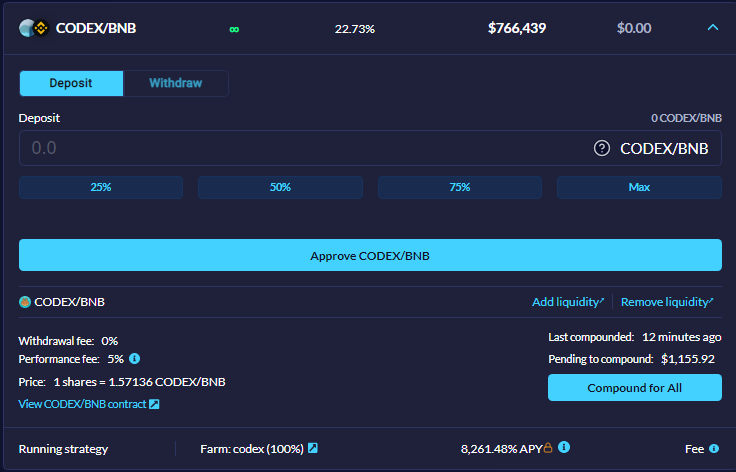 CODEX/BNB ∞ 22.73% $766,439 $0.00
Deposit Withdraw
Deposit 0 CODEX/BNB
0.0 CODEX/BNB
25% 50% 75% Max
Approve CODEX/BNB
CODEX/BNB Add liquidity Remove liquidity
Withdrawal fee: 0% Last compounded: 12 minutes ago
Performance fee: 5% Pending to compound: $1,155.92
Price: 1 shares = 1.57136 CODEX/BNB
Compound for All
View CODEX/BNB contract
Running strategy Farm: codex (100%) 8,261.48% APY Fee